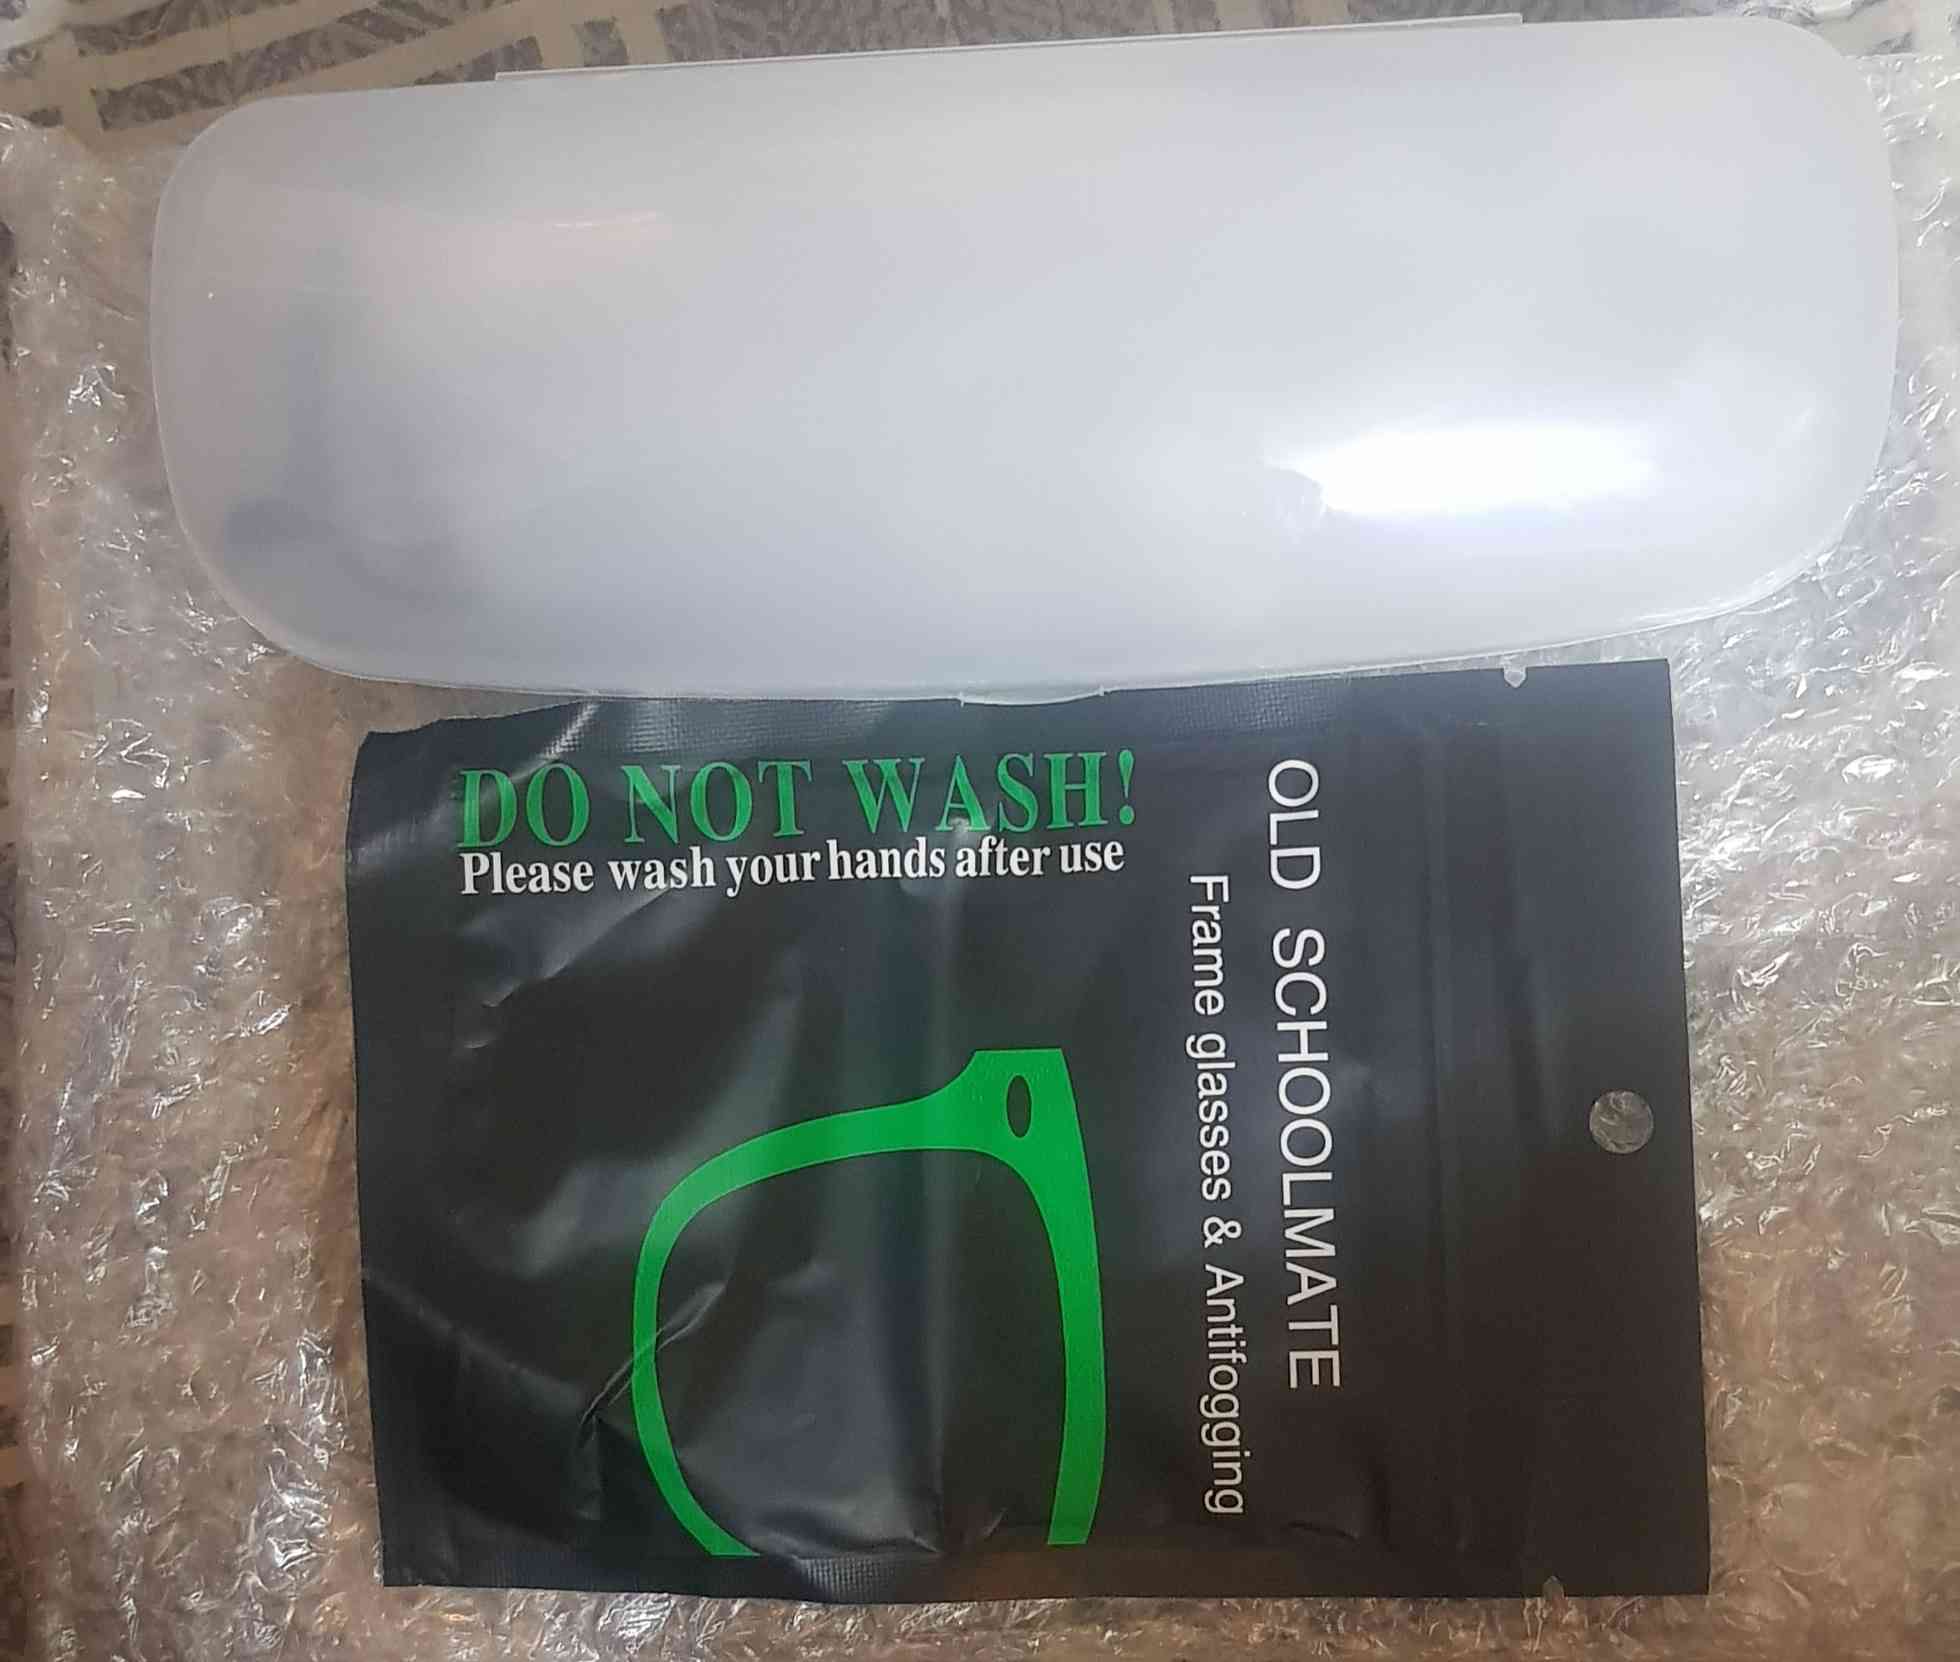 DO NOT WASH!
Please wash your hands after use
OLD SCHOOLMATE
Frame glasses & Antifogging